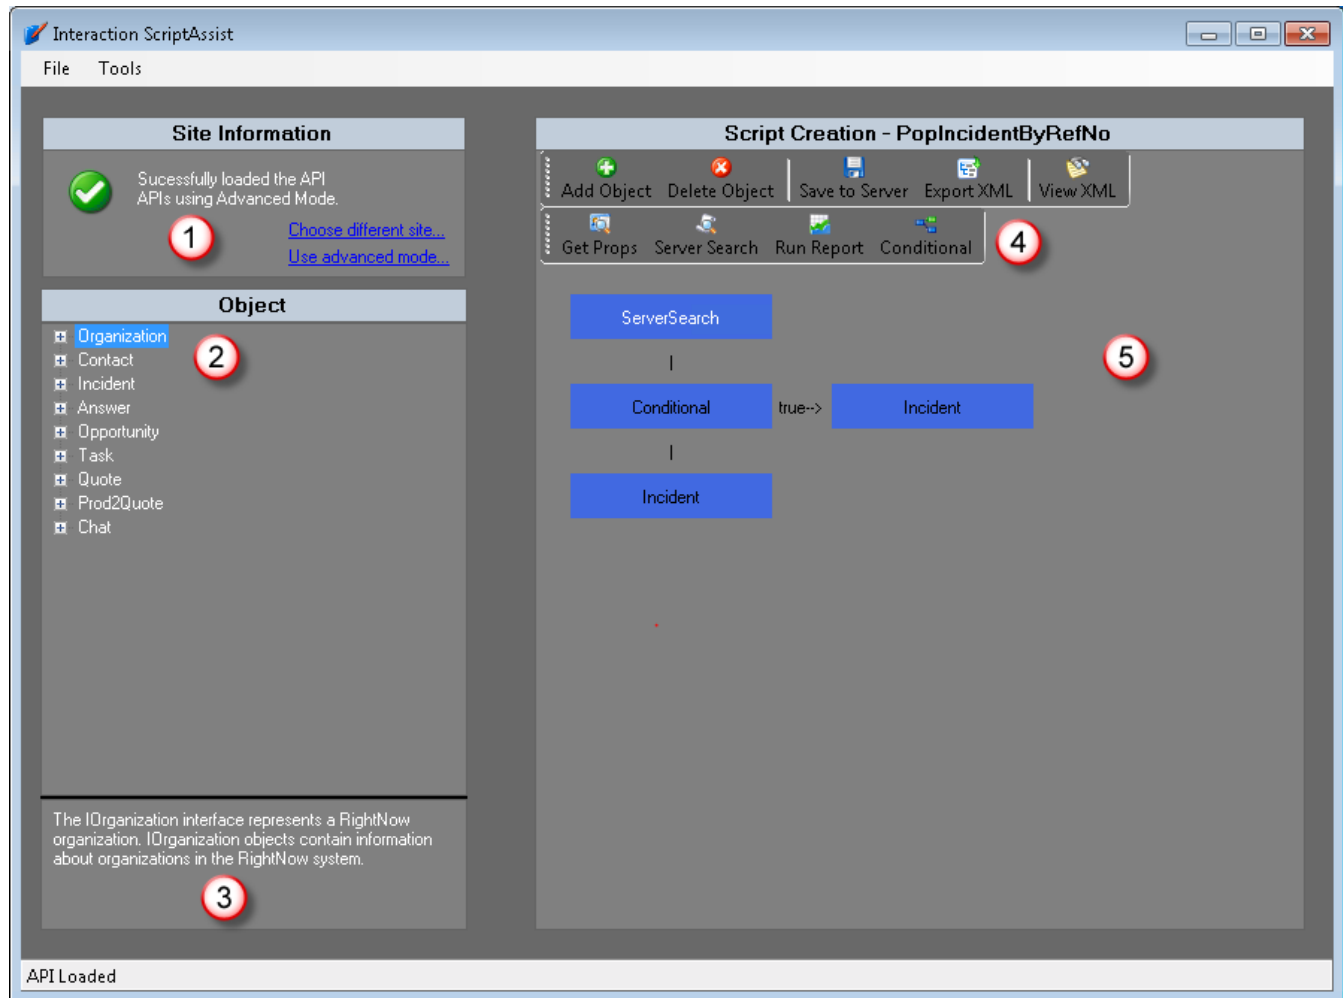 Interaction ScriptAssist
File Tools
Site Information
Sucessfully loaded the API
APIs using Advanced Mode.
1
Choose different site...
Use advanced mode...
Object
Organization
2
Contact
Incident
Answer
Opportunity
Task
Quote
Prod2Quote
Chat
The IOrganization interface represents a RightNow
organization. IOrganization objects contain information
about organizations in the RightNow system.
3
Script Creation - PopIncidentByRefNo
Add Object Delete Object Save to Server Export XML View XML
Get Props Server Search Run Report Conditional
4
ServerSearch
5
Conditional true--> Incident
Incident
API Loaded